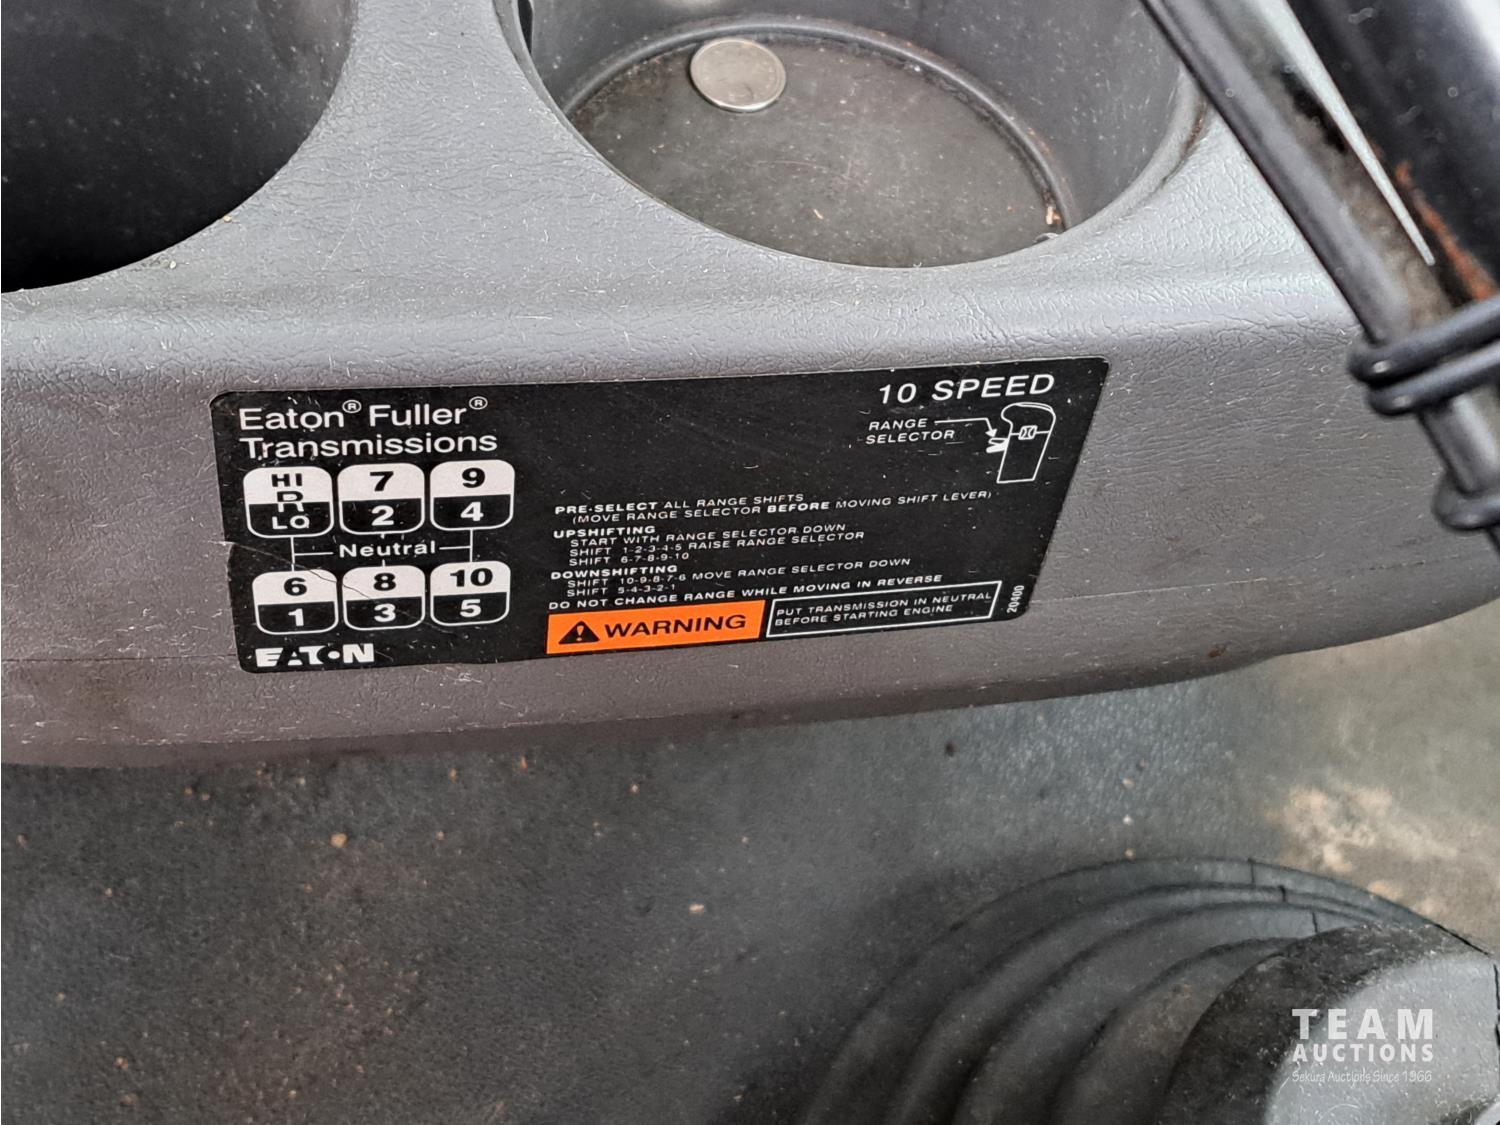 Eaton® Fuller®
Transmissions
10 SPEED
RANGE
SELECTOR
HI
R
LO
7
2
9
4
Neutral
6
1
8
3
10
5
EATON
PRE-SELECT ALL RANGE SHIFTS
(MOVE RANGE SELECTOR BEFORE MOVING SHIFT LEVER)
UPSHIFTING
START WITH RANGE SELECTOR DOWN
SHIFT 1-2-3-4-5 RAISE RANGE SELECTOR
SHIFT 6-7-8-9-10
DOWNSHIFTING
SHIFT 10-9-8-7-6 MOVE RANGE SELECTOR DOWN
SHIFT 5-4-3-2-1
DO NOT CHANGE RANGE WHILE MOVING IN REVERSE
WARNING
PUT TRANSMISSION IN NEUTRAL
BEFORE STARTING ENGINE
20400
TEAM
AUCTIONS
Sekura Auctions Since 1966